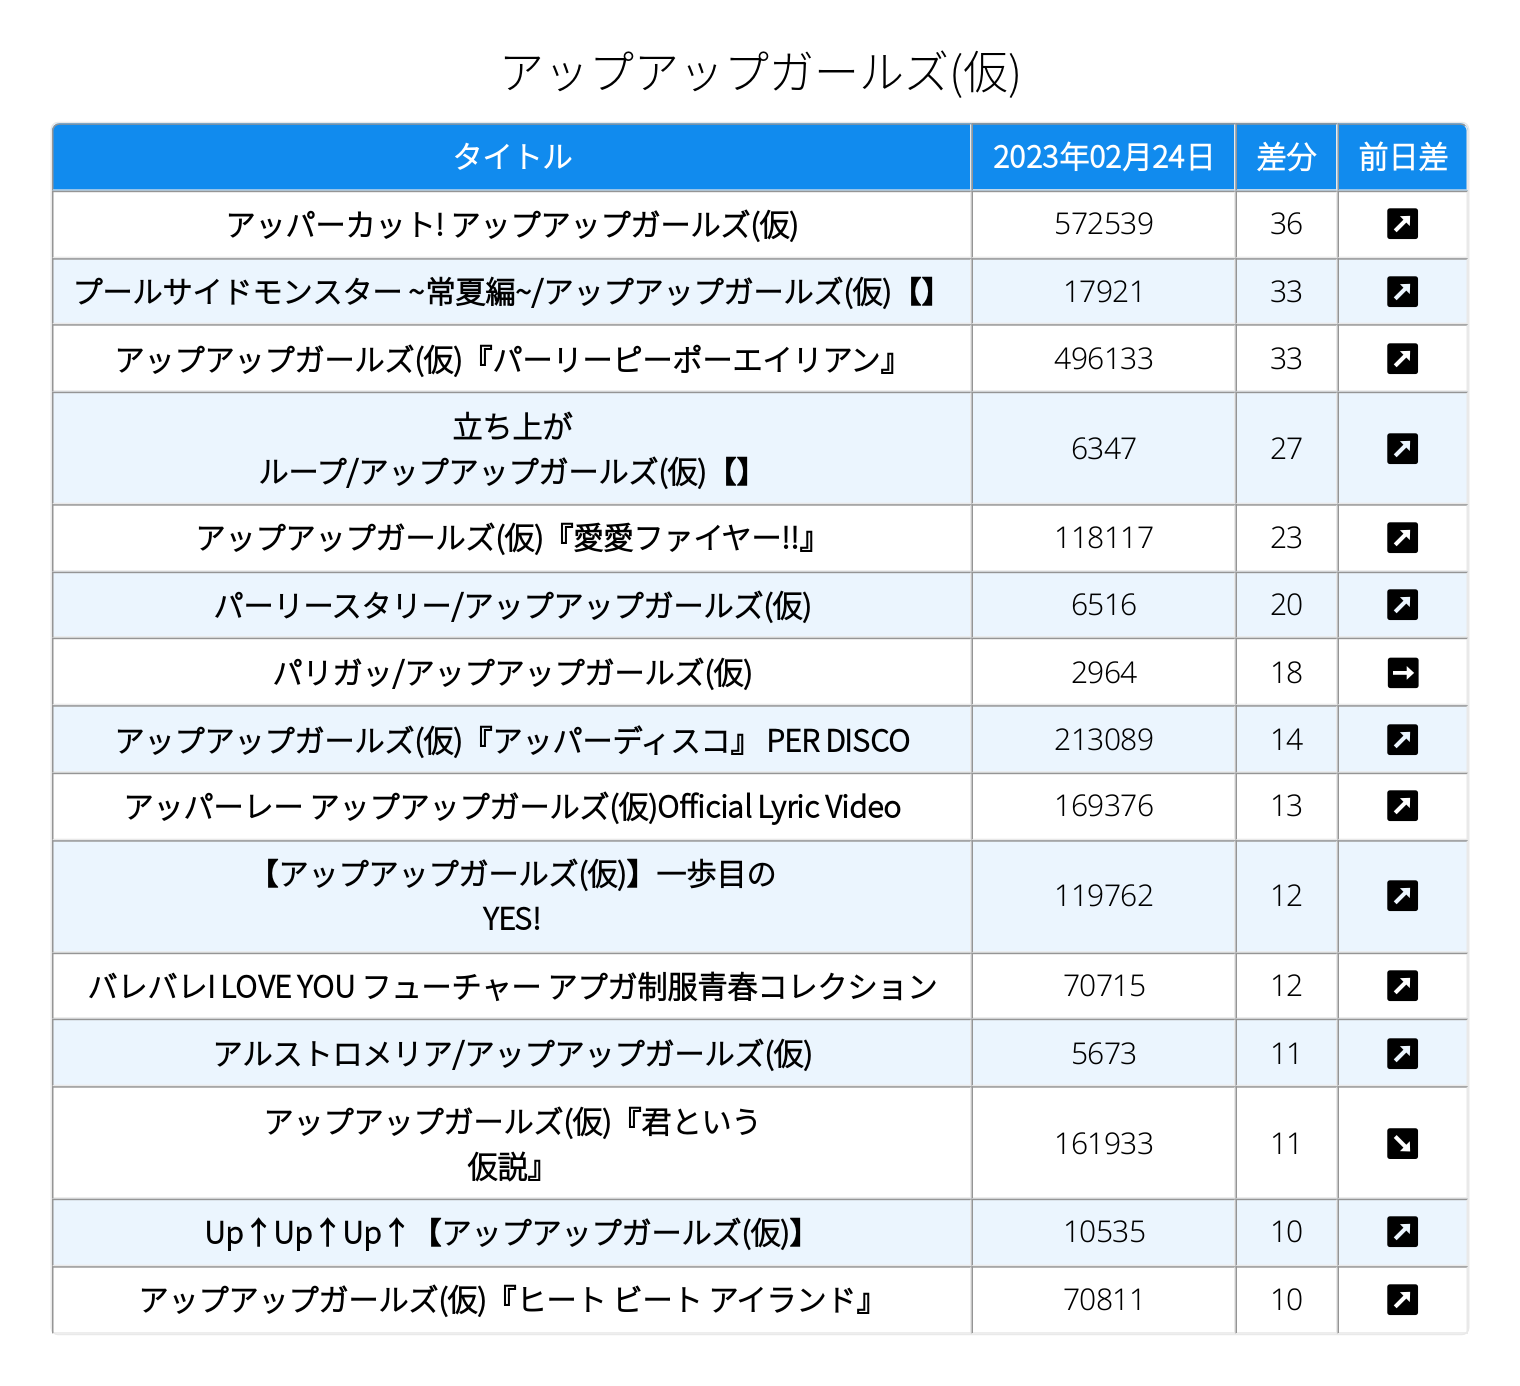 アップアップガールズ(仮)
タイトル 2023年02月24日 差分 前日差
アッパーカット! アップアップガールズ(仮) 572539 36
プールサイドモンスター ~常夏編~/アップアップガールズ(仮)【】 17921 33
アップアップガールズ(仮)『パーリーピーポーエイリアン』 496133 33
立ち上が
ループ/アップアップガールズ(仮)【】 6347 27
アップアップガールズ(仮)『愛愛ファイヤー!!』 118117 23
パーリースタリー/アップアップガールズ(仮) 6516 20
パリガッ/アップアップガールズ(仮) 2964 18
アップアップガールズ(仮)『アッパーディスコ』 PER DISCO 213089 14
アッパーレー アップアップガールズ(仮)Official Lyric Video 169376 13
【アップアップガールズ(仮)】一歩目の
YES! 119762 12
バレバレI LOVE YOU フューチャー アプガ制服青春コレクション 70715 12
アルストロメリア/アップアップガールズ(仮) 5673 11
アップアップガールズ(仮)『君という
仮説』 161933 11
Up↑Up↑Up↑【アップアップガールズ(仮)】 10535 10
アップアップガールズ(仮)『ヒート ビート アイランド』 70811 10